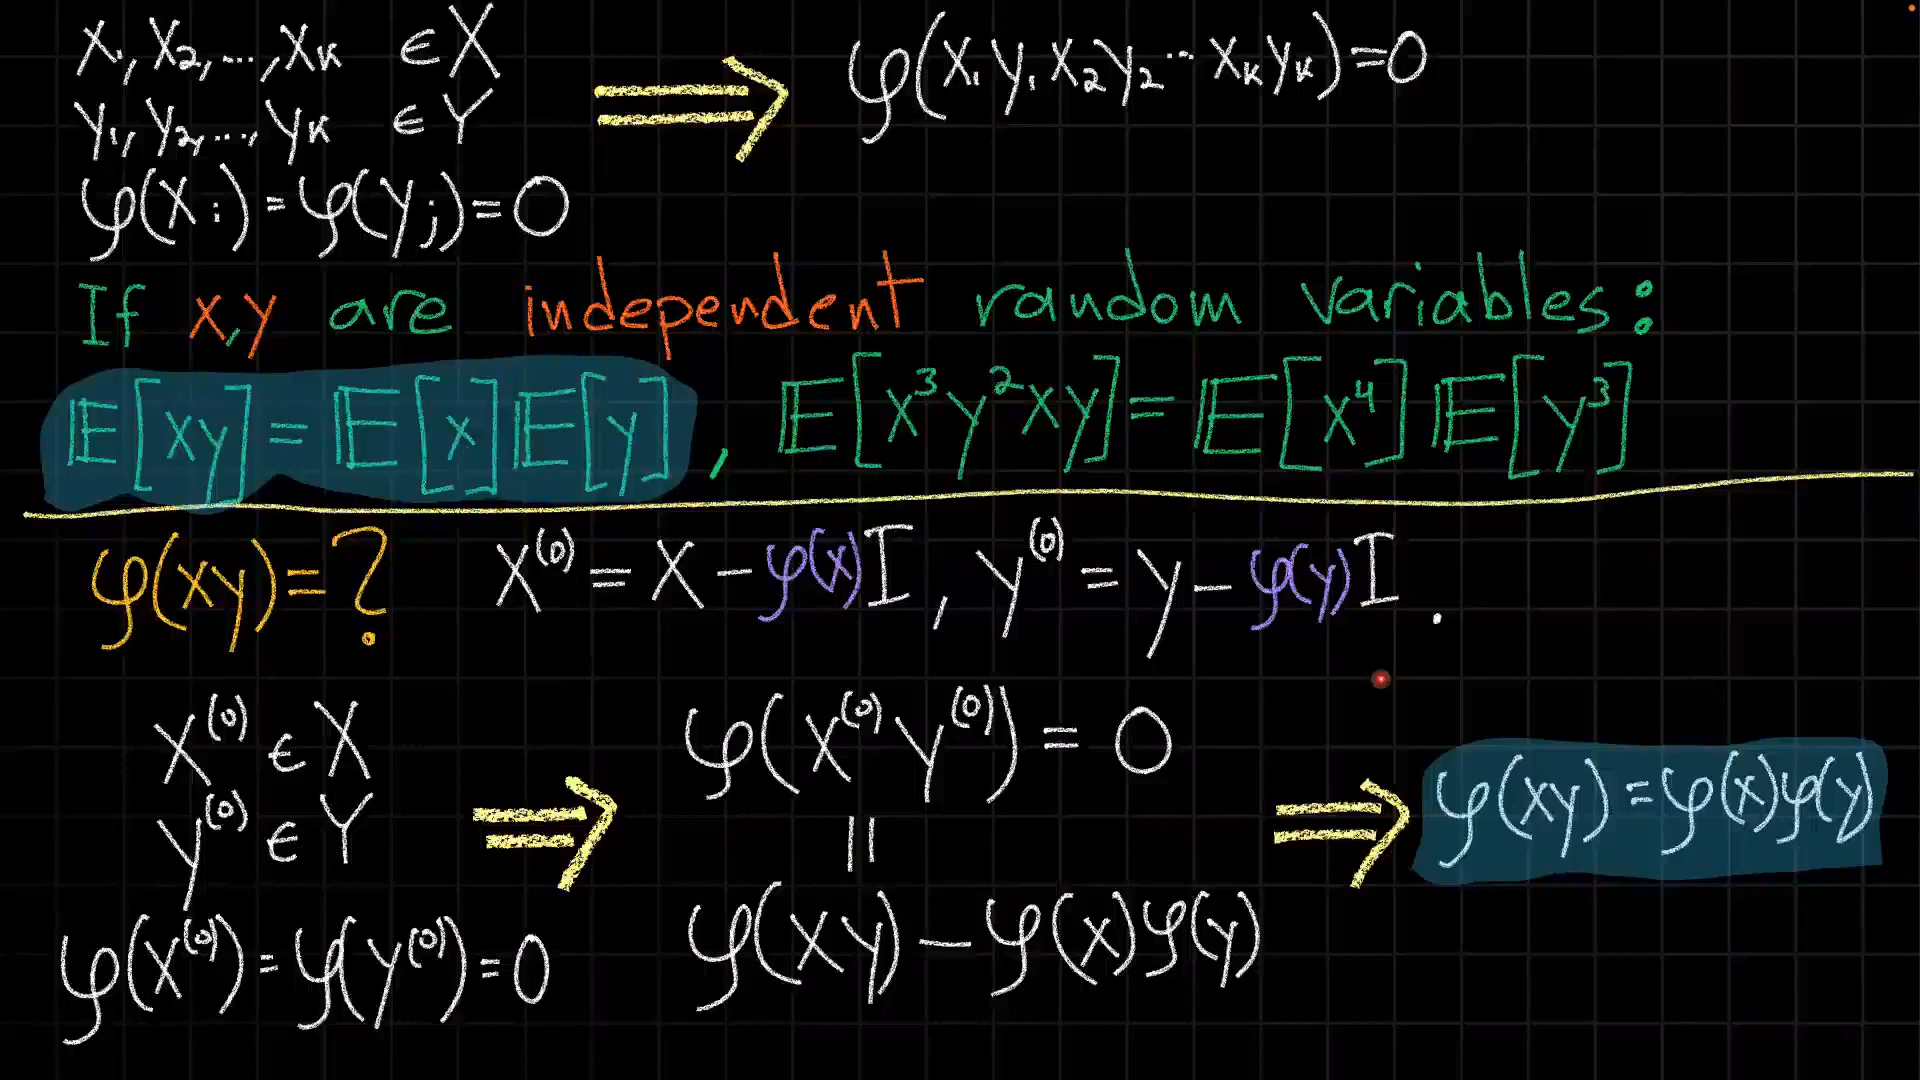 x₁, x₂, ..., xₖ ∈ X
y₁, y₂, ..., yₖ ∈ Y
φ(xᵢ) = φ(yⱼ) = 0
⟹ φ(x₁y₁x₂y₂⋯xₖyₖ) = 0
If x,y are independent random variables:
𝔼[xy] = 𝔼[x]𝔼[y] , 𝔼[x³y²xy] = 𝔼[x⁴]𝔼[y³]
φ(xy) = ? x⁽⁰⁾ = x − φ(x)I , y⁽⁰⁾ = y − φ(y)I .
x⁽⁰⁾ ∈ X
y⁽⁰⁾ ∈ Y
φ(x⁽⁰⁾) = φ(y⁽⁰⁾) = 0
⟹ φ(x⁽⁰⁾y⁽⁰⁾) = 0
=
φ(xy) − φ(x)φ(y)
⟹ φ(xy) = φ(x)φ(y)